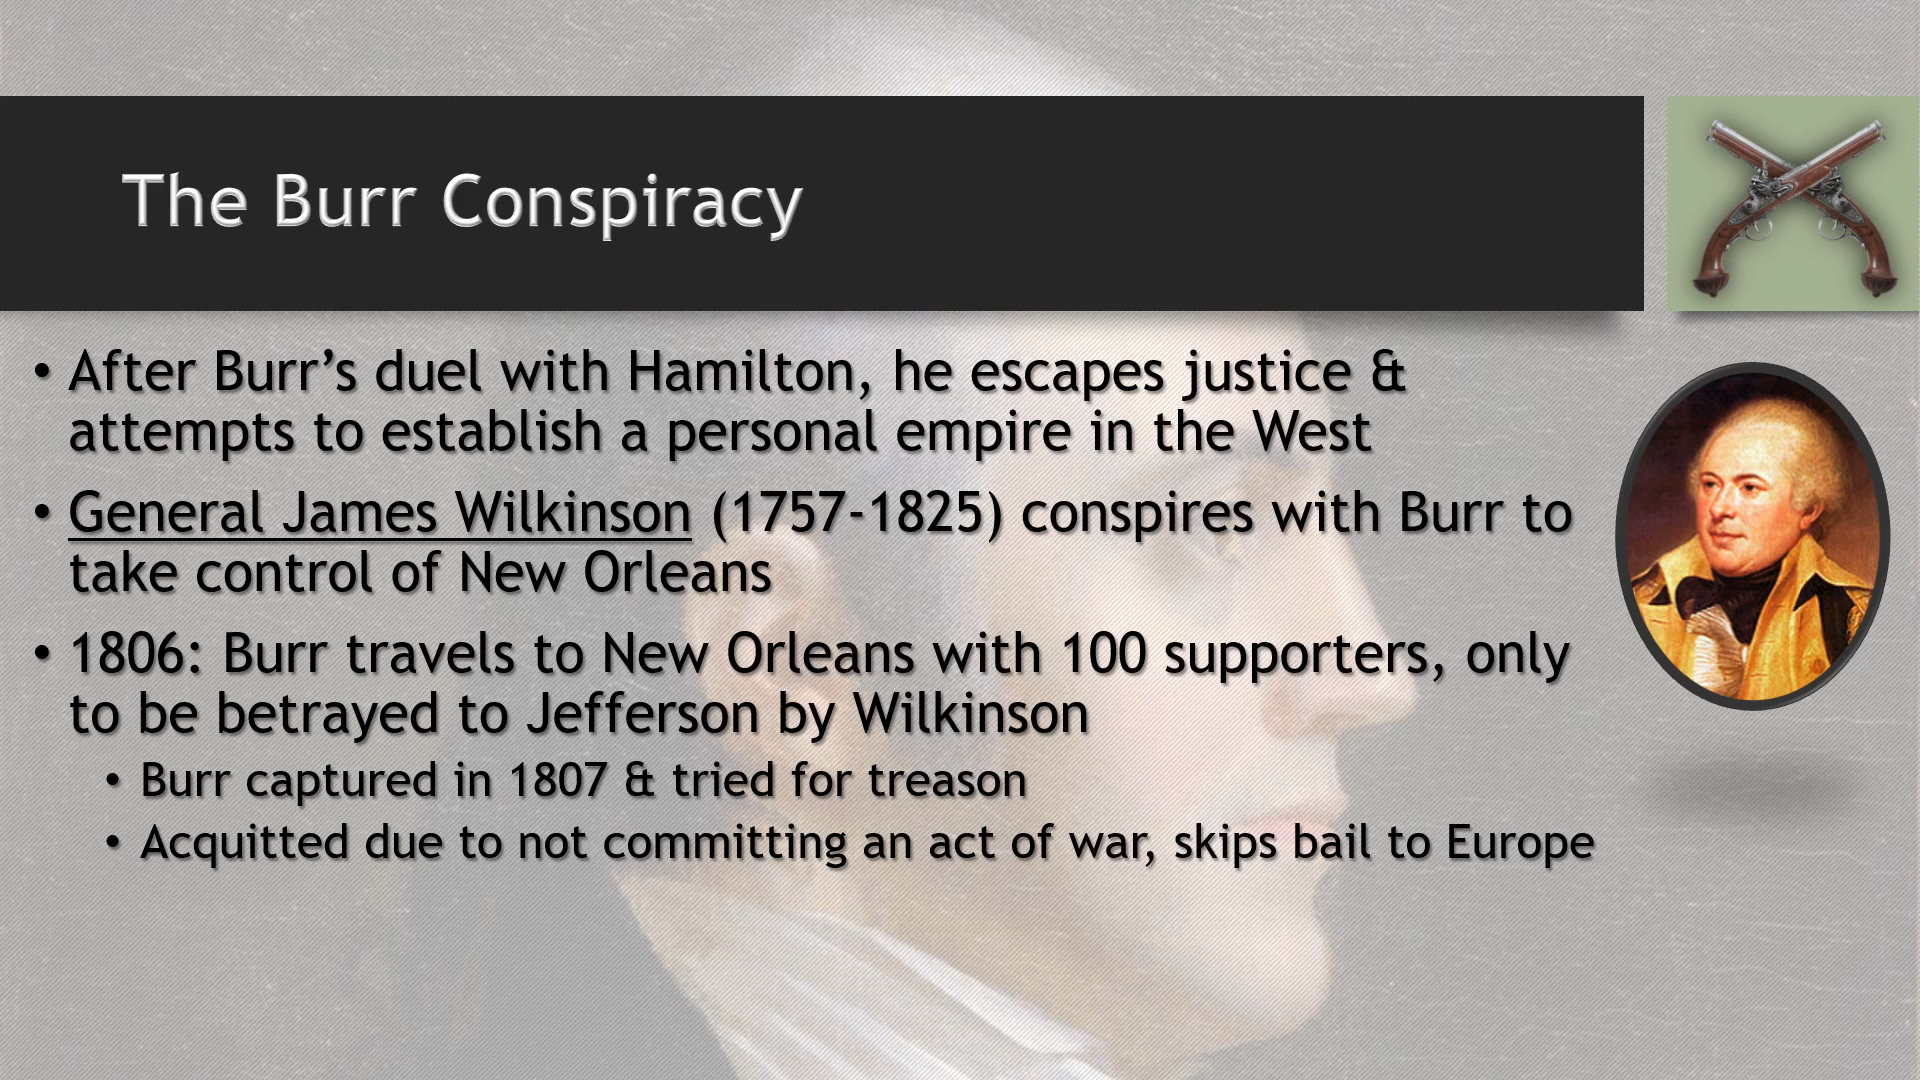 The Burr Conspiracy
• After Burr’s duel with Hamilton, he escapes justice &
attempts to establish a personal empire in the West
• General James Wilkinson (1757-1825) conspires with Burr to
take control of New Orleans
• 1806: Burr travels to New Orleans with 100 supporters, only
to be betrayed to Jefferson by Wilkinson
• Burr captured in 1807 & tried for treason
• Acquitted due to not committing an act of war, skips bail to Europe